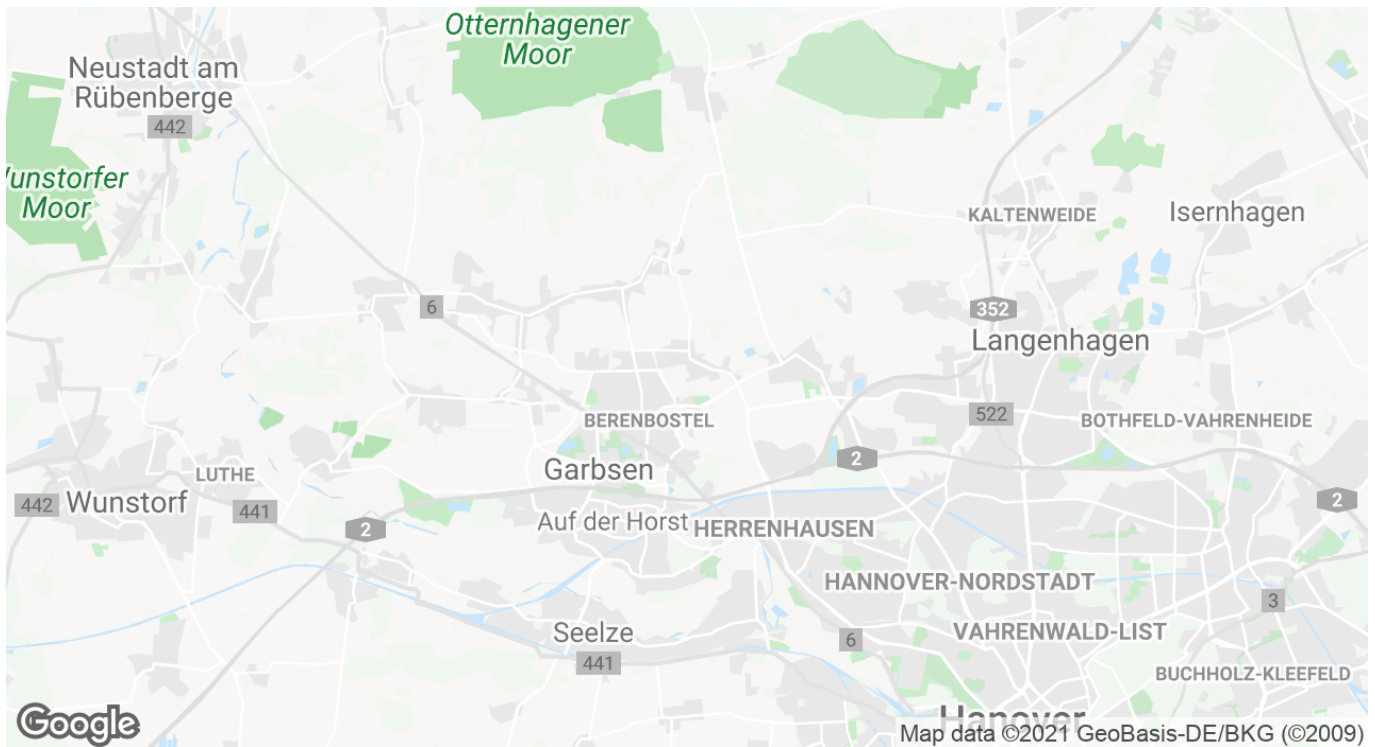 Otternhagener
Moor
Neustadt am
Rübenberge
442
Wunstorfer
Moor
KALTENWEIDE
Isernhagen
6
352
Langenhagen
522
BERENBOSTEL
BOTHFELD-VAHRENHEIDE
2
Garbsen
LUTHE
442
Wunstorf
441
2
2
Auf der Horst
HERRENHAUSEN
HANNOVER-NORDSTADT
3
Seelze
VAHRENWALD-LIST
6
441
BUCHHOLZ-KLEEFELD
Hanover
Google
Map data ©2021 GeoBasis-DE/BKG (©2009)